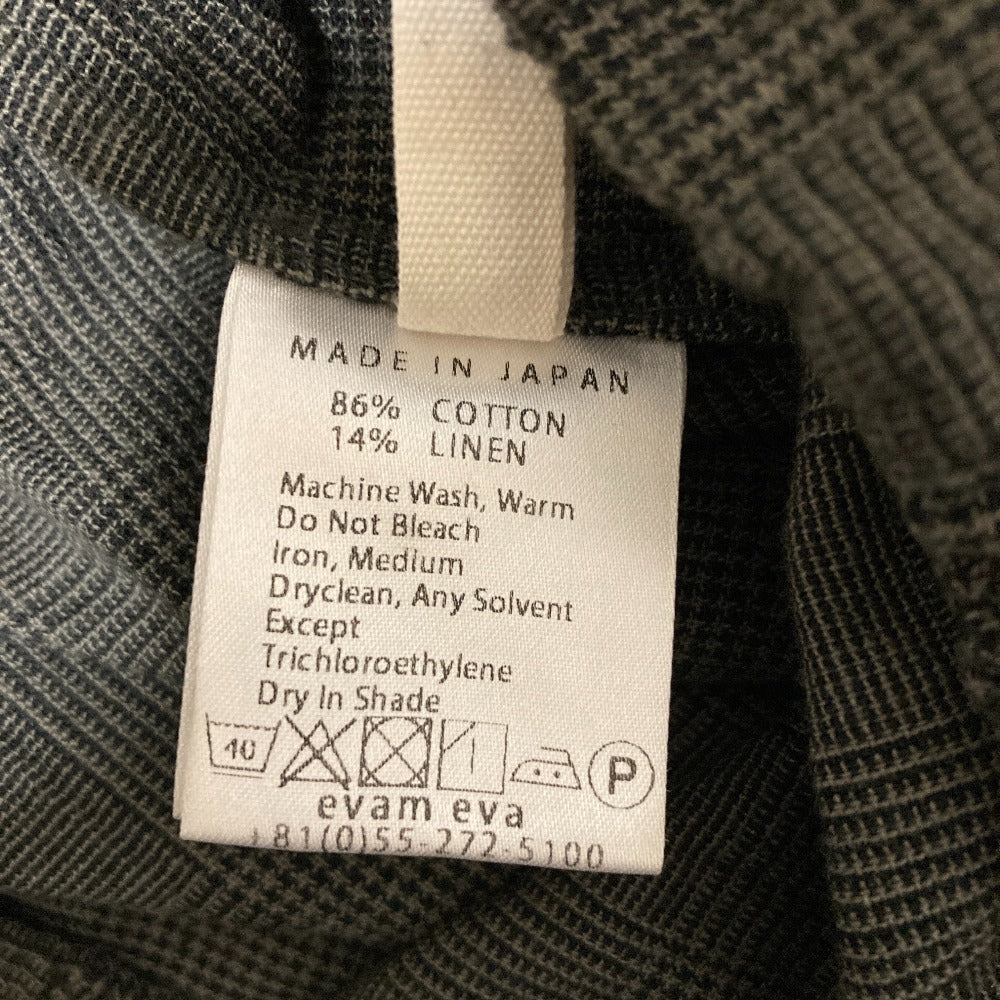 MADE IN JAPAN
86% COTTON
14% LINEN
Machine Wash, Warm
Do Not Bleach
Iron, Medium
Dryclean, Any Solvent
Except
Trichloroethylene
Dry In Shade
40
P
evam eva
+81(0)55-272-5100